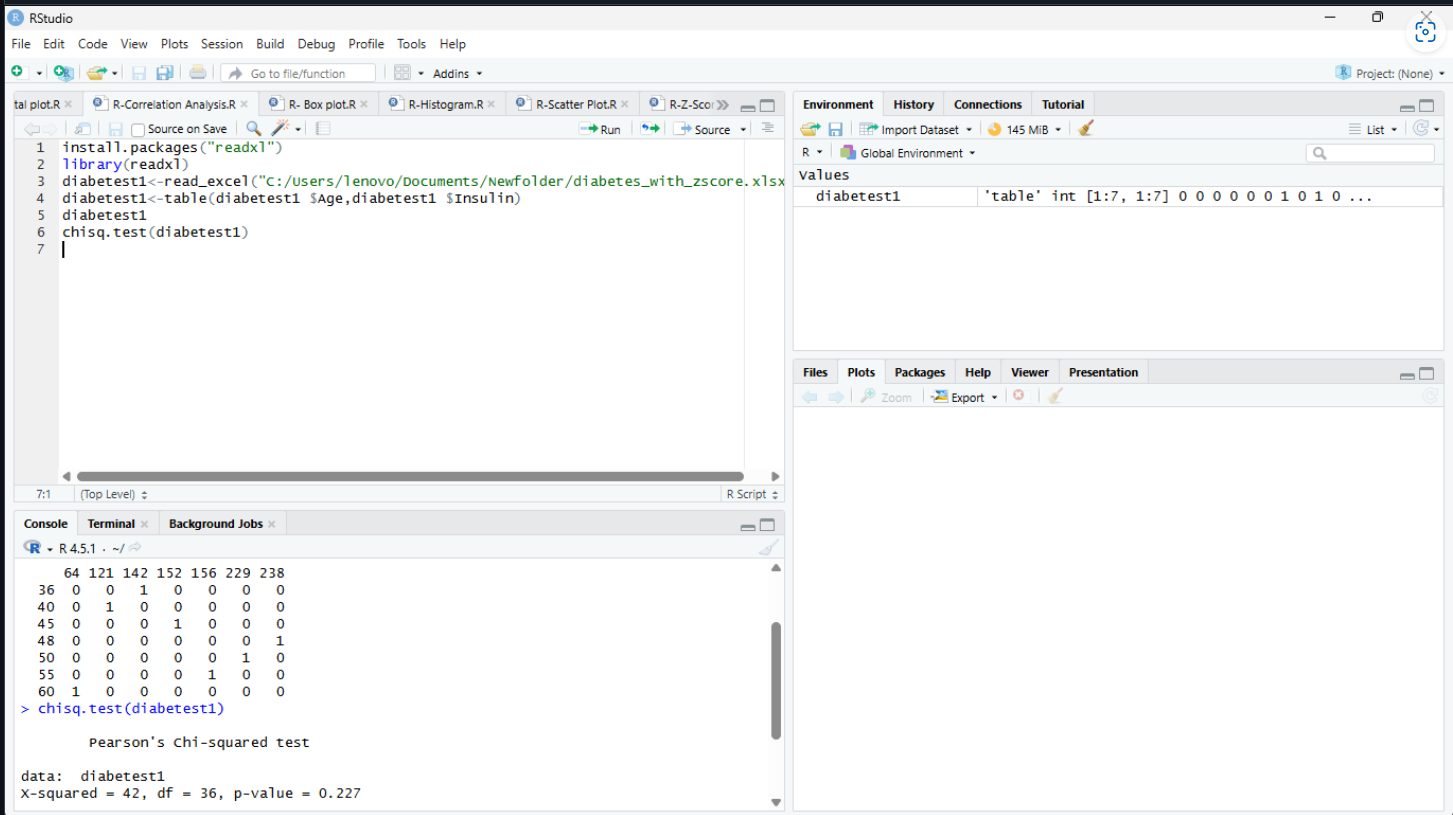 RStudio
File Edit Code View Plots Session Build Debug Profile Tools Help
Go to file/function Addins Project: (None)
tal plot.R R-Correlation Analysis.R R- Box plot.R R-Histogram.R R-Scatter Plot.R R-Z-Scor
Source on Save Run Source
1 install.packages("readxl")
2 library(readxl)
3 diabetest1<-read_excel("C:/Users/lenovo/Documents/Newfolder/diabetes_with_zscore.xlsx
4 diabetest1<-table(diabetest1 $Age,diabetest1 $Insulin)
5 diabetest1
6 chisq.test(diabetest1)
7
7:1 (Top Level) R Script
Console Terminal Background Jobs
R 4.5.1 · ~/
64 121 142 152 156 229 238
36 0 0 1 0 0 0 0
40 0 1 0 0 0 0 0
45 0 0 0 1 0 0 0
48 0 0 0 0 0 0 1
50 0 0 0 0 0 1 0
55 0 0 0 0 1 0 0
60 1 0 0 0 0 0 0
> chisq.test(diabetest1)
Pearson's Chi-squared test
data: diabetest1
X-squared = 42, df = 36, p-value = 0.227
Environment History Connections Tutorial
Import Dataset 145 MiB List
R Global Environment
Values
diabetest1 'table' int [1:7, 1:7] 0 0 0 0 0 0 1 0 1 0 ...
Files Plots Packages Help Viewer Presentation
Zoom Export